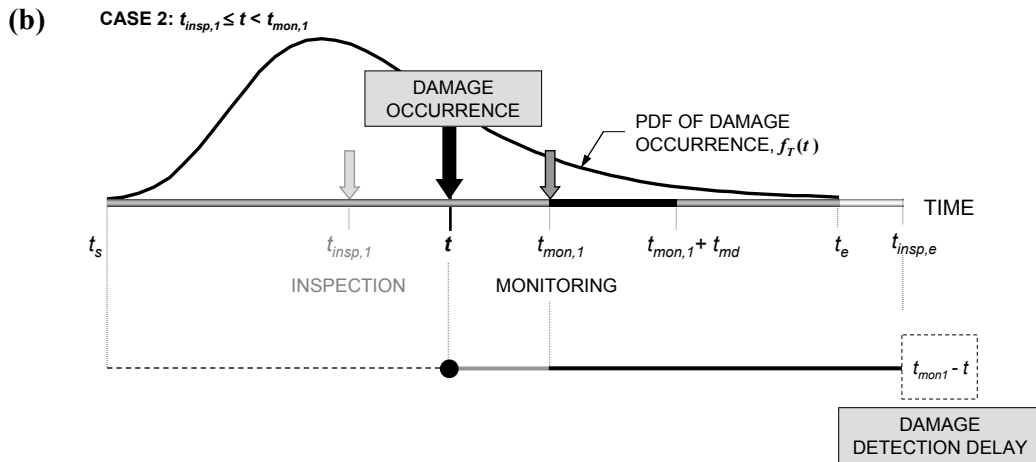 (b)
CASE 2: t_insp,1 ≤ t < t_mon,1
DAMAGE
OCCURRENCE
PDF OF DAMAGE
OCCURRENCE, f_T(t)
TIME
t_s
t_insp,1
t
t_mon,1
t_mon,1 + t_md
t_e
t_insp,e
INSPECTION
MONITORING
t_mon1 - t
DAMAGE
DETECTION DELAY